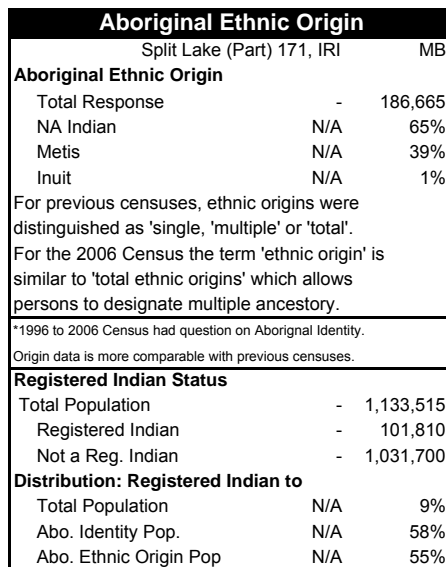 Aboriginal Ethnic Origin
Split Lake (Part) 171, IRI MB
Aboriginal Ethnic Origin
Total Response - 186,665
NA Indian N/A 65%
Metis N/A 39%
Inuit N/A 1%
For previous censuses, ethnic origins were
distinguished as 'single, 'multiple' or 'total'.
For the 2006 Census the term 'ethnic origin' is
similar to 'total ethnic origins' which allows
persons to designate multiple ancestory.
*1996 to 2006 Census had question on Aborignal Identity.
Origin data is more comparable with previous censuses.
Registered Indian Status
Total Population - 1,133,515
Registered Indian - 101,810
Not a Reg. Indian - 1,031,700
Distribution: Registered Indian to
Total Population N/A 9%
Abo. Identity Pop. N/A 58%
Abo. Ethnic Origin Pop N/A 55%